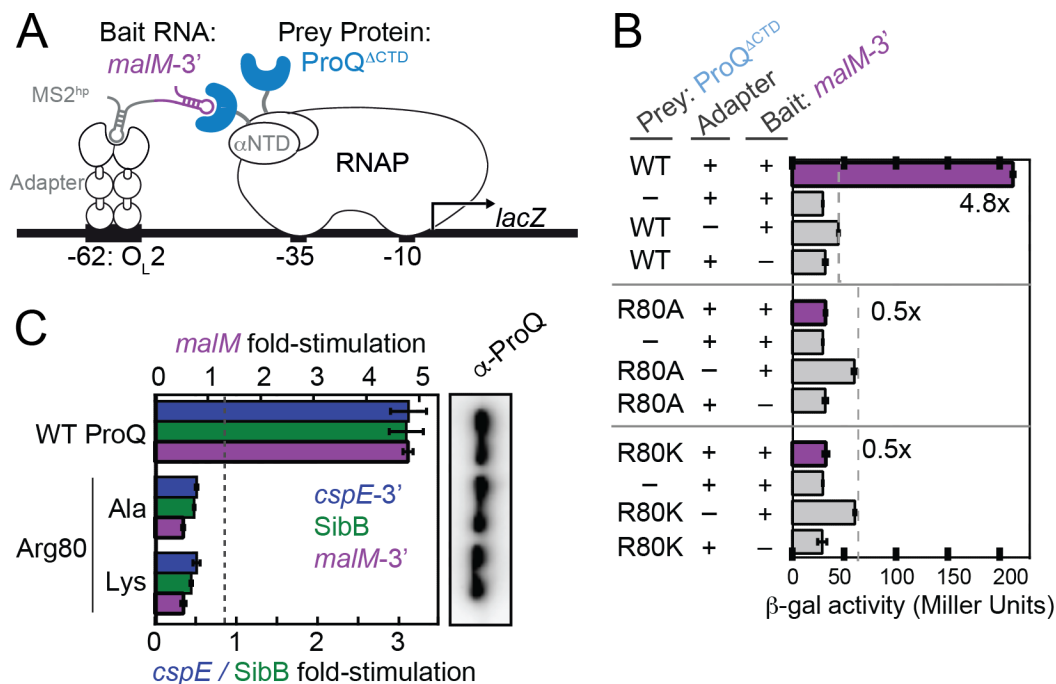 A
Bait RNA:
malM-3'
Prey Protein:
ProQΔCTD
MS2hp
αNTD
RNAP
Adapter
lacZ
-62: OL2
-35
-10
B
Prey: ProQΔCTD
Adapter
Bait: malM-3'
WT + +
– + +
WT – +
WT + –
4.8x
R80A + +
– + +
R80A – +
R80A + –
0.5x
R80K + +
– + +
R80K – +
R80K + –
0.5x
0 50 100 150 200
β-gal activity (Miller Units)
C
malM fold-stimulation
0 1 2 3 4 5
α-ProQ
WT ProQ
Arg80
Ala
Lys
cspE-3'
SibB
malM-3'
0 1 2 3
cspE / SibB fold-stimulation